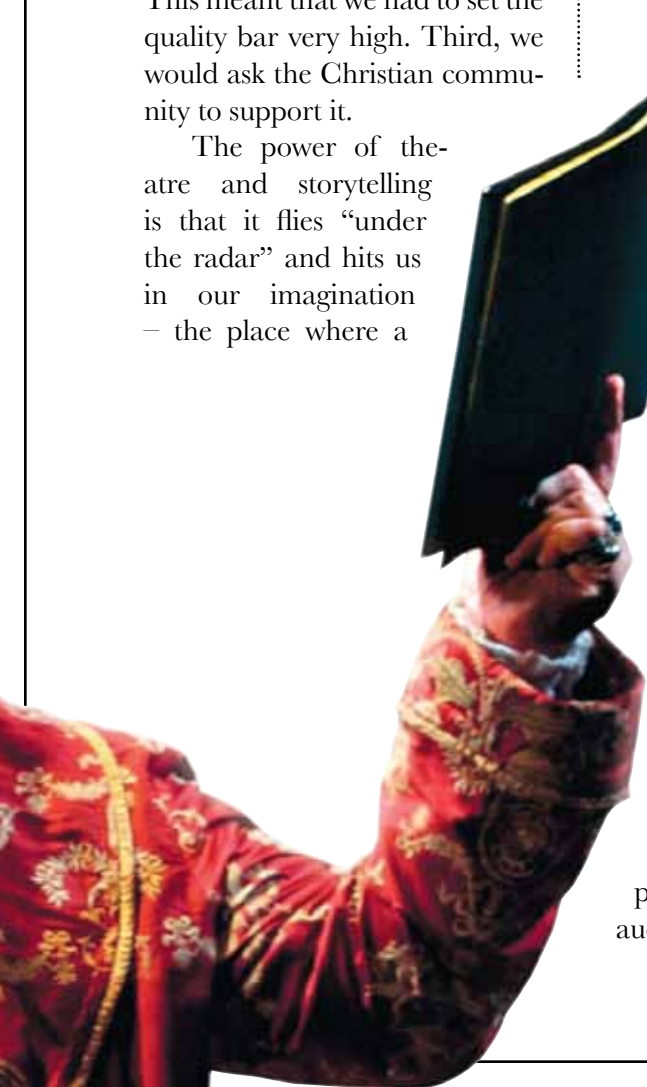 This meant that we had to set the
quality bar very high. Third, we
would ask the Christian commu-
nity to support it.
The power of the-
atre and storytelling
is that it flies “under
the radar” and hits us
in our imagination
– the place where a